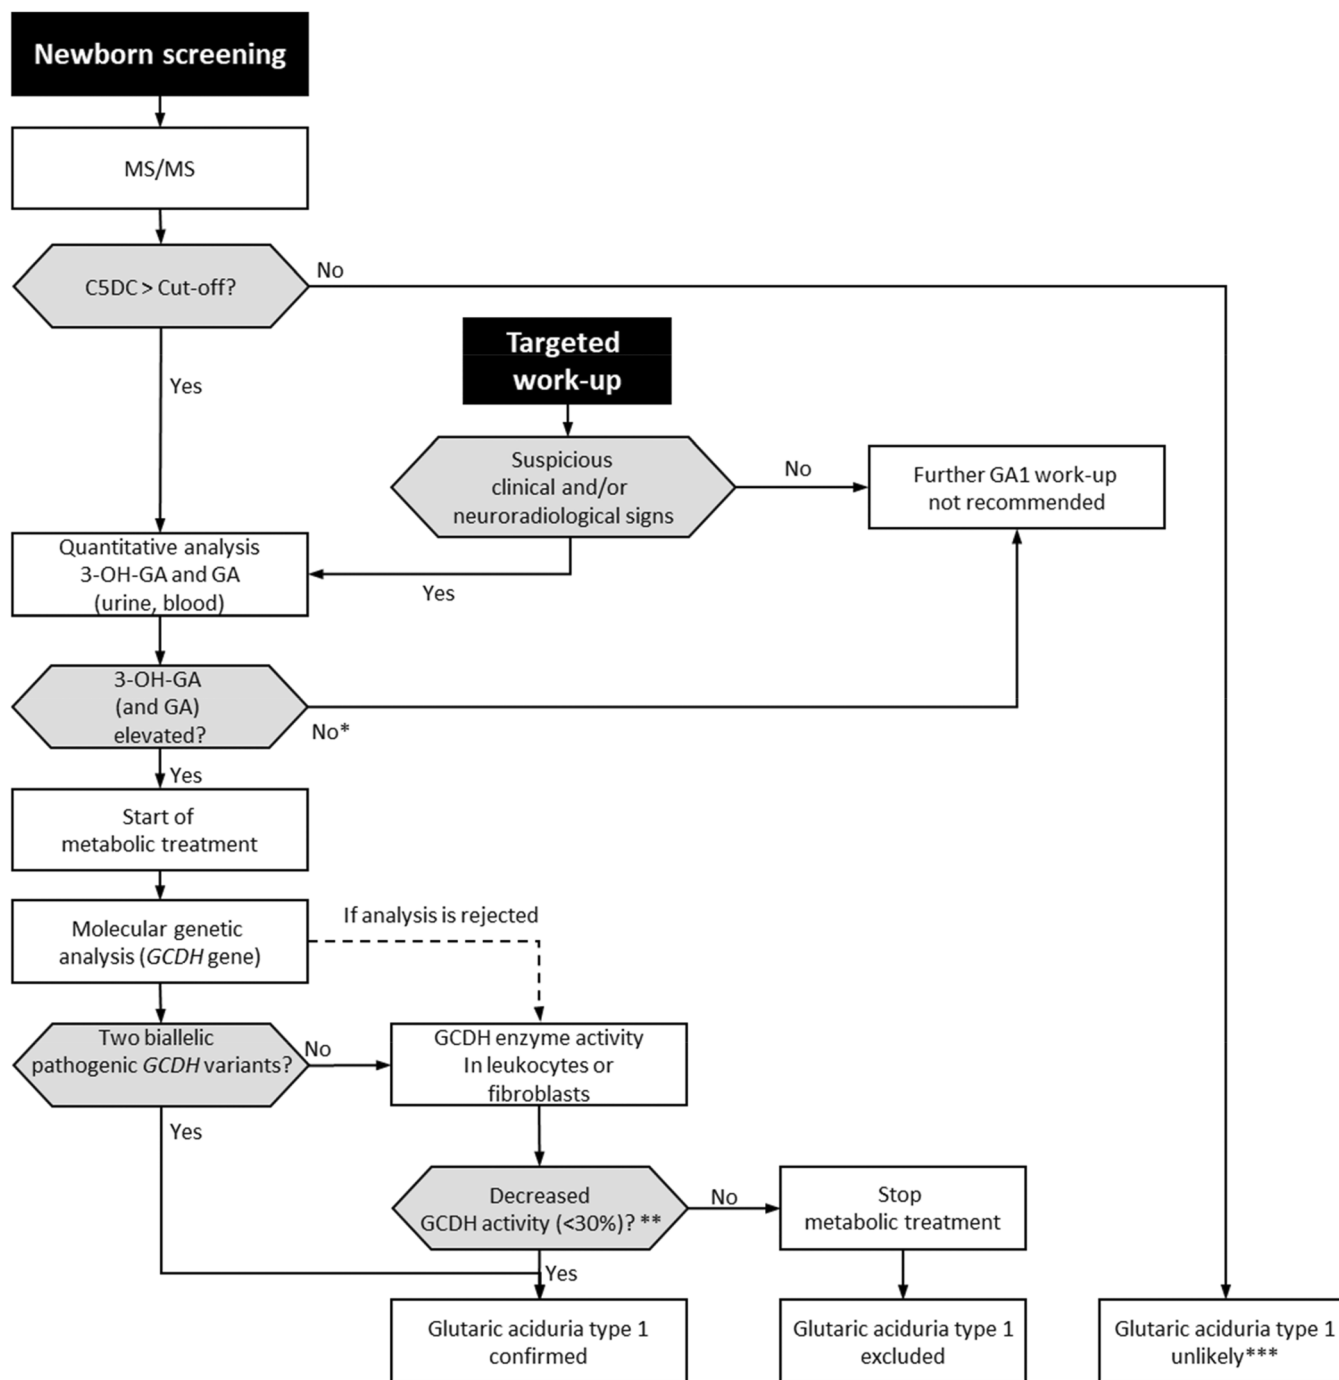 Newborn screening
MS/MS
C5DC > Cut-off?
No
Yes
Targeted
work-up
Suspicious
clinical and/or
neuroradiological signs
No
Further GA1 work-up
not recommended
Yes
Quantitative analysis
3-OH-GA and GA
(urine, blood)
3-OH-GA
(and GA)
elevated?
No*
Yes
Start of
metabolic treatment
Molecular genetic
analysis (GCDH gene)
If analysis is rejected
Two biallelic
pathogenic GCDH variants?
No
GCDH enzyme activity
In leukocytes or
fibroblasts
Yes
Decreased
GCDH activity (<30%)? **
No
Stop
metabolic treatment
Yes
Glutaric aciduria type 1
confirmed
Glutaric aciduria type 1
excluded
Glutaric aciduria type 1
unlikely***